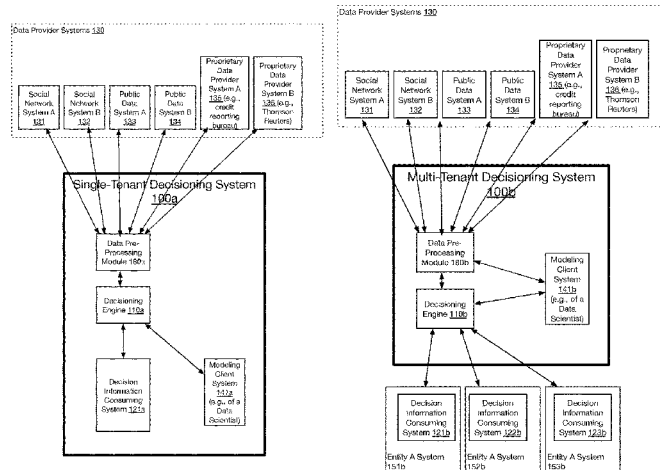 Data Provider Systems 130
Social
Network
System A
131
Social
Network
System B
132
Public
Data
System A
133
Public
Data
System B
134
Proprietary
Data
Provider
System A
135 (e.g.,
credit
reporting
bureau)
Proprietary
Data
Provider
System B
136 (e.g.,
Thomson
Reuters)
Single-Tenant Decisioning System
100a
Data Pre-
Processing
Module
Decisioning
Engine 110a
Decision
Information
Consuming
System 121a
Modeling
Client
System
141a
(e.g., of a
Data
Scientist)
Data Provider Systems 130
Social
Network
System A
131
Social
Network
System B
132
Public
Data
System A
133
Public
Data
System B
134
Proprietary
Data
Provider
System A
135 (e.g.,
credit
reporting
bureau)
Proprietary
Data
Provider
System B
136 (e.g.,
Thomson
Reuters)
Multi-Tenant Decisioning System
100b
Data Pre-
Processing
Module
Decisioning
Engine 110b
Modeling
Client
System
141b
(e.g., of a
Data
Scientist)
Decision
Information
Consuming
System 121b
Entity A System
151b
Decision
Information
Consuming
System 122b
Entity A System
152b
Decision
Information
Consuming
System 123b
Entity A System
153b